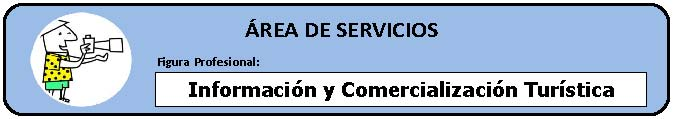 ÁREA DE SERVICIOS
Figura Profesional:
Información y Comercialización Turística